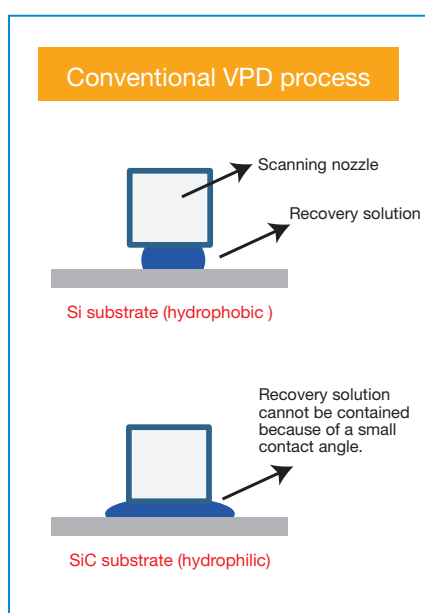 Conventional VPD process
Scanning nozzle
Recovery solution
Si substrate (hydrophobic )
Recovery solution
cannot be contained
because of a small
contact angle.
SiC substrate (hydrophilic)